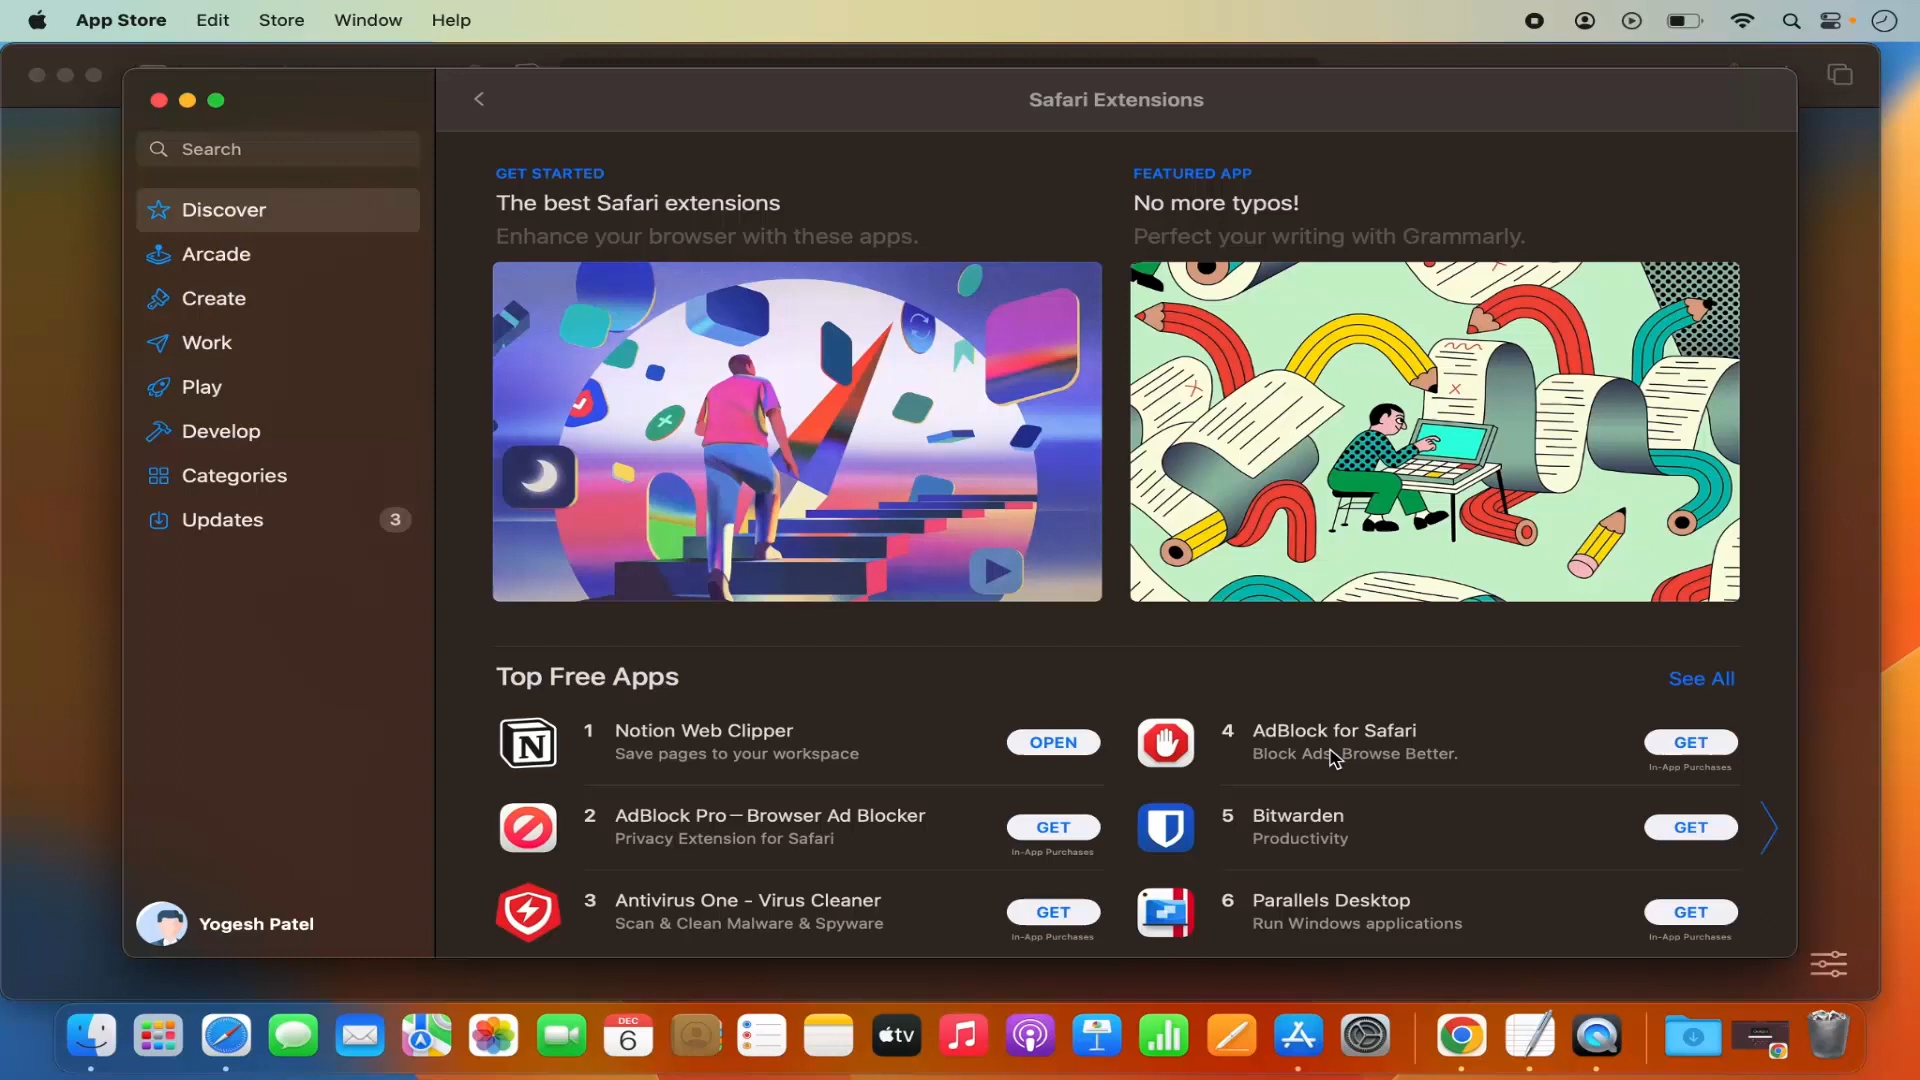 App Store Edit Store Window Help
Safari Extensions
Search
Discover
Arcade
Create
Work
Play
Develop
Categories
Updates 3
Yogesh Patel
GET STARTED
The best Safari extensions
Enhance your browser with these apps.
FEATURED APP
No more typos!
Perfect your writing with Grammarly.
Top Free Apps
See All
1 Notion Web Clipper
Save pages to your workspace
OPEN
2 AdBlock Pro — Browser Ad Blocker
Privacy Extension for Safari
GET
In-App Purchases
3 Antivirus One - Virus Cleaner
Scan & Clean Malware & Spyware
GET
In-App Purchases
4 AdBlock for Safari
Block Ads. Browse Better.
GET
In-App Purchases
5 Bitwarden
Productivity
GET
6 Parallels Desktop
Run Windows applications
GET
In-App Purchases
N
DEC
6
tv